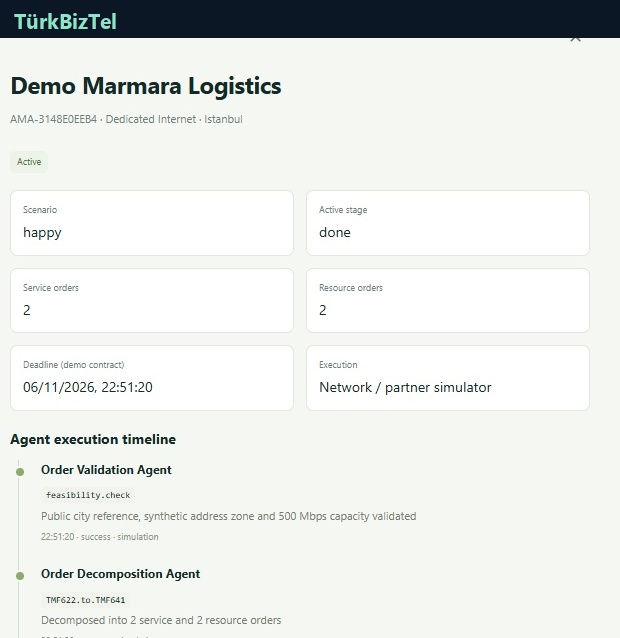 TürkBizTel
Demo Marmara Logistics
AMA-3148E0EEB4 · Dedicated Internet · Istanbul
Active
Scenario
happy
Active stage
done
Service orders
2
Resource orders
2
Deadline (demo contract)
06/11/2026, 22:51:20
Execution
Network / partner simulator
Agent execution timeline
Order Validation Agent
feasibility.check
Public city reference, synthetic address zone and 500 Mbps capacity validated
22:51:20 · success · simulation
Order Decomposition Agent
TMF622.to.TMF641
Decomposed into 2 service and 2 resource orders